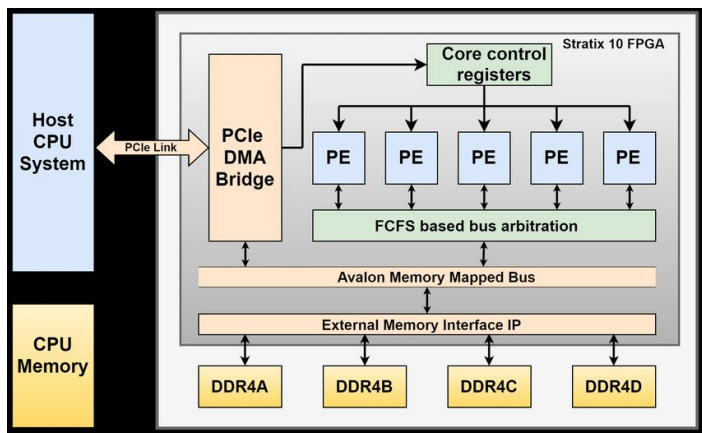 Stratix 10 FPGA
Core control
registers
Host
CPU
System
PCIe Link
PCIe
DMA
Bridge
PE
PE
PE
PE
PE
FCFS based bus arbitration
Avalon Memory Mapped Bus
External Memory Interface IP
CPU
Memory
DDR4A
DDR4B
DDR4C
DDR4D